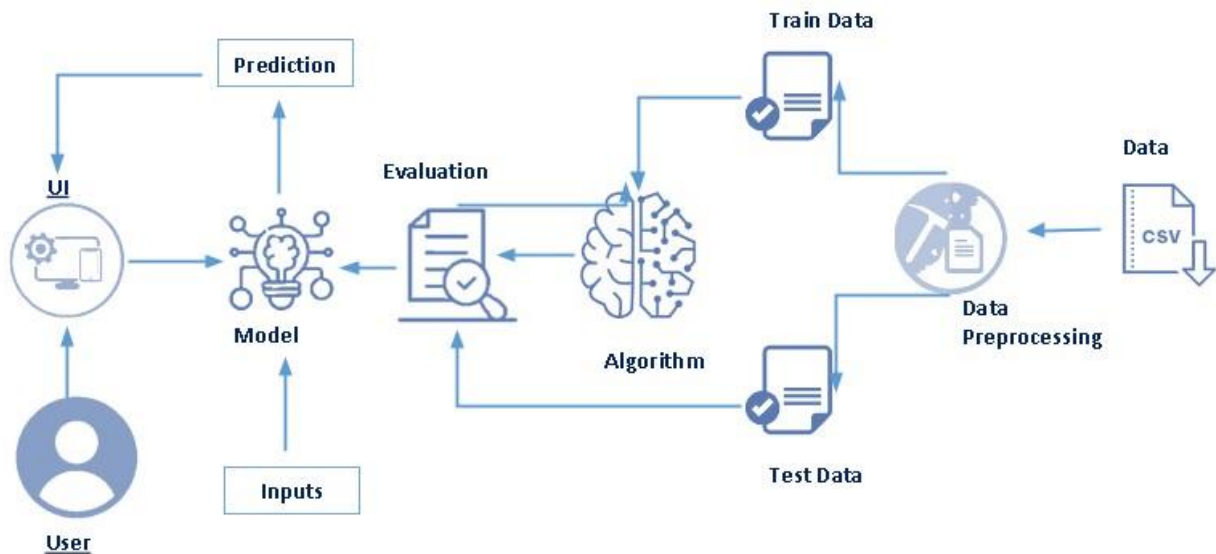 Train Data
Prediction
Data
Evaluation
UI
CSV
Model
Data
Preprocessing
Algorithm
Test Data
Inputs
User